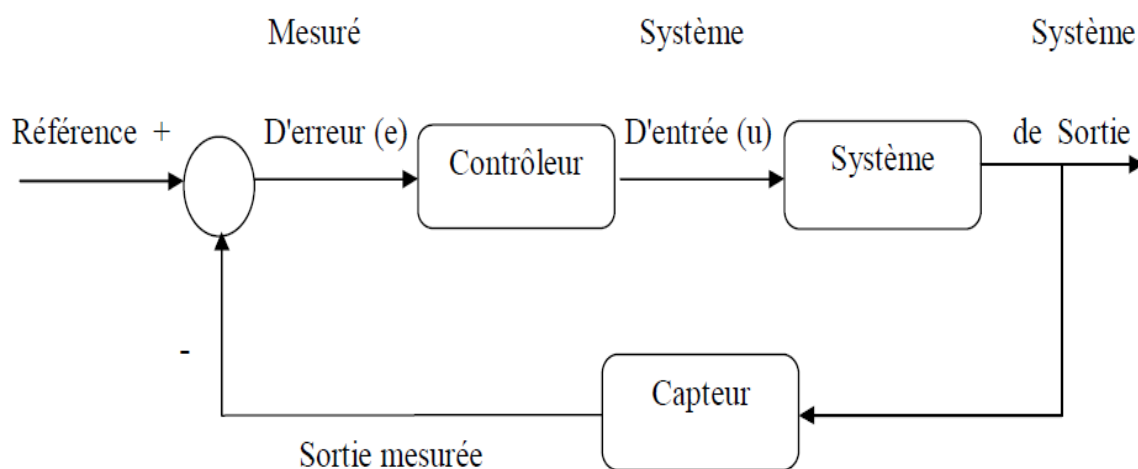 Mesuré Système Système
Référence + D'erreur (e) Contrôleur D'entrée (u) Système de Sortie
-
Capteur
Sortie mesurée